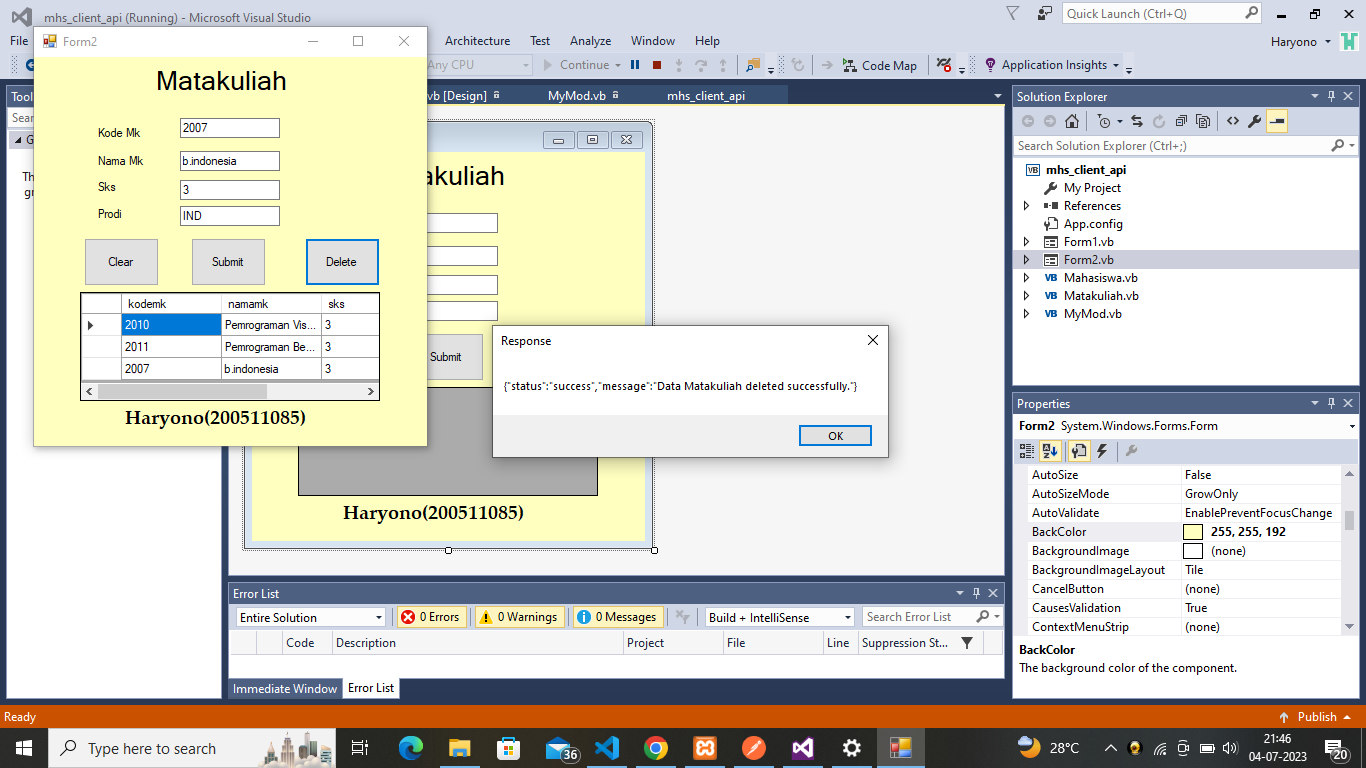 mhs_client_api (Running) - Microsoft Visual Studio
Quick Launch (Ctrl+Q)
File
Architecture Test Analyze Window Help
Haryono
Any CPU
Continue
Code Map
Application Insights
Form2
Matakuliah
Kode Mk 2007
Nama Mk b.indonesia
Sks 3
Prodi IND
Clear Submit Delete
kodemk namamk sks
2010 Pemrograman Vis... 3
2011 Pemrograman Be... 3
2007 b.indonesia 3
Haryono(200511085)
Tool
Sear
G
Th
gr
vb [Design] MyMod.vb mhs_client_api
akuliah
Submit
Haryono(200511085)
Response
{"status":"success","message":"Data Matakuliah deleted successfully."}
OK
Error List
Entire Solution
0 Errors
0 Warnings
0 Messages
Build + IntelliSense
Search Error List
Code Description Project File Line Suppression St...
Immediate Window Error List
Solution Explorer
Search Solution Explorer (Ctrl+;)
VB mhs_client_api
My Project
References
App.config
Form1.vb
Form2.vb
VB Mahasiswa.vb
VB Matakuliah.vb
VB MyMod.vb
Properties
Form2 System.Windows.Forms.Form
AutoSize False
AutoSizeMode GrowOnly
AutoValidate EnablePreventFocusChange
BackColor 255, 255, 192
BackgroundImage (none)
BackgroundImageLayout Tile
CancelButton (none)
CausesValidation True
ContextMenuStrip (none)
BackColor
The background color of the component.
Ready
Publish
Type here to search
36
28°C
21:46
04-07-2023
20